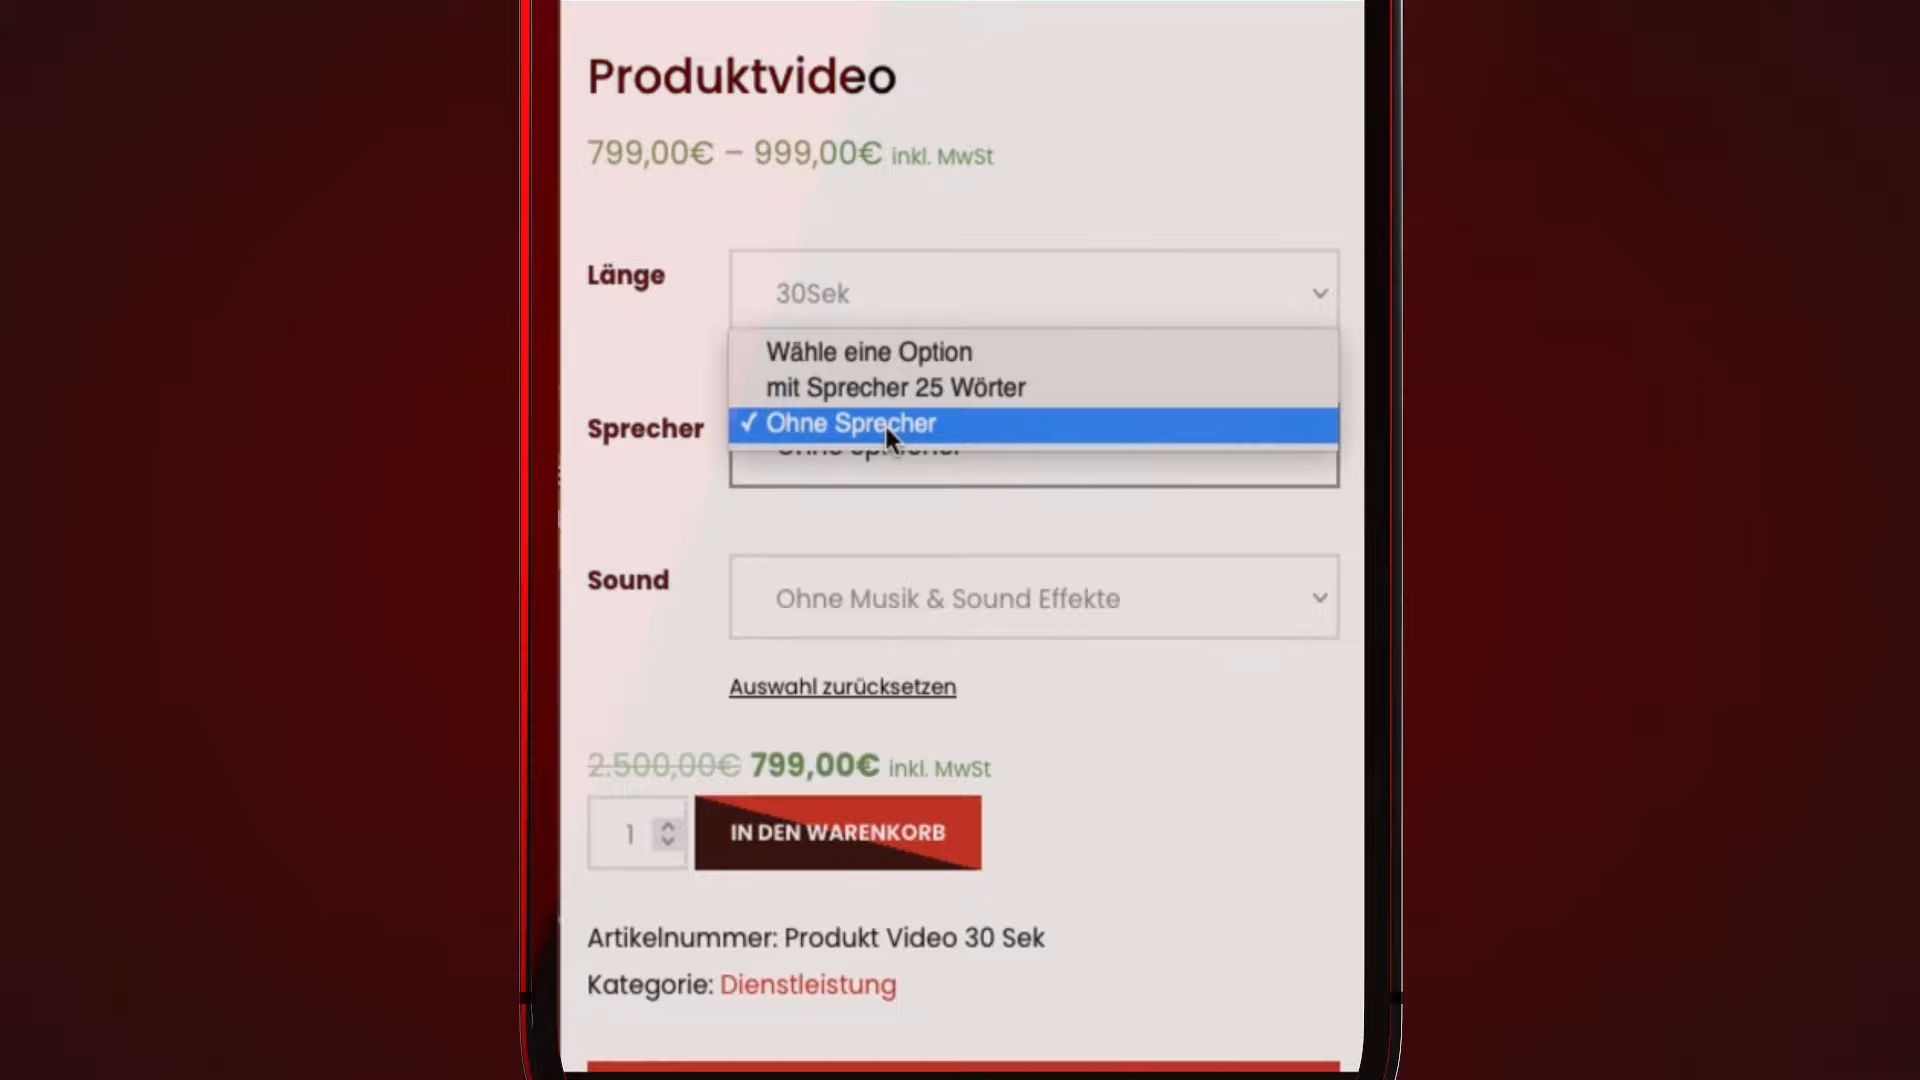 Produktvideo
799,00€ – 999,00€ inkl. MwSt
Länge
30Sek
Wähle eine Option
mit Sprecher 25 Wörter
Sprecher
✓ Ohne Sprecher
Ohne Sprecher
Sound
Ohne Musik & Sound Effekte
Auswahl zurücksetzen
2.500,00€ 799,00€ inkl. MwSt
1
IN DEN WARENKORB
Artikelnummer: Produkt Video 30 Sek
Kategorie: Dienstleistung